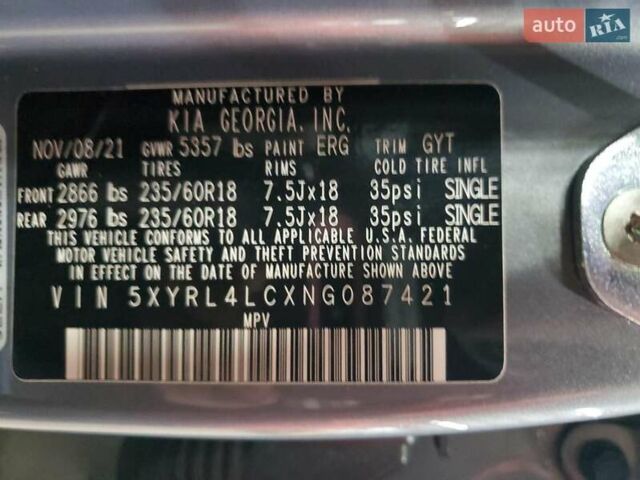 auto RIA.com
MANUFACTURED BY
KIA GEORGIA, INC.
NOV/08/21 GVWR 5357 lbs PAINT ERG TRIM GYT
GAWR TIRES RIMS COLD TIRE INFL
FRONT 2866 lbs 235/60R18 7.5Jx18 35psi SINGLE
REAR 2976 lbs 235/60R18 7.5Jx18 35psi SINGLE
THIS VEHICLE CONFORMS TO ALL APPLICABLE U.S.A. FEDERAL
MOTOR VEHICLE SAFETY AND THEFT PREVENTION STANDARDS
IN EFFECT ON THE DATE OF MANUFACTURE SHOWN ABOVE.
VIN 5XYRL4LCXNG087421
MPV